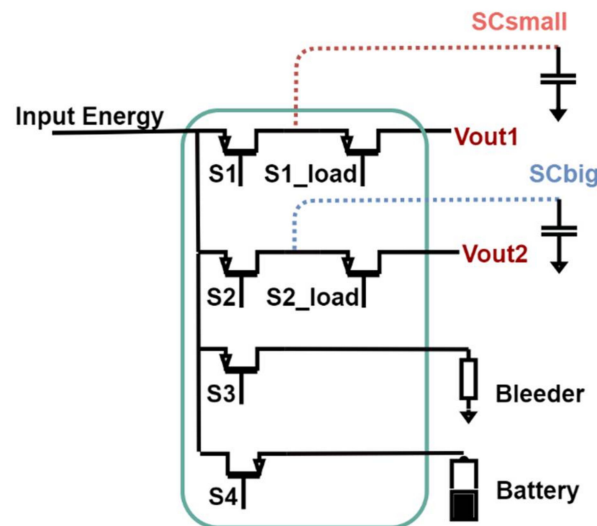 SCsmall
Input Energy
Vout1
S1
S1_load
SCbig
Vout2
S2
S2_load
S3
Bleeder
S4
Battery